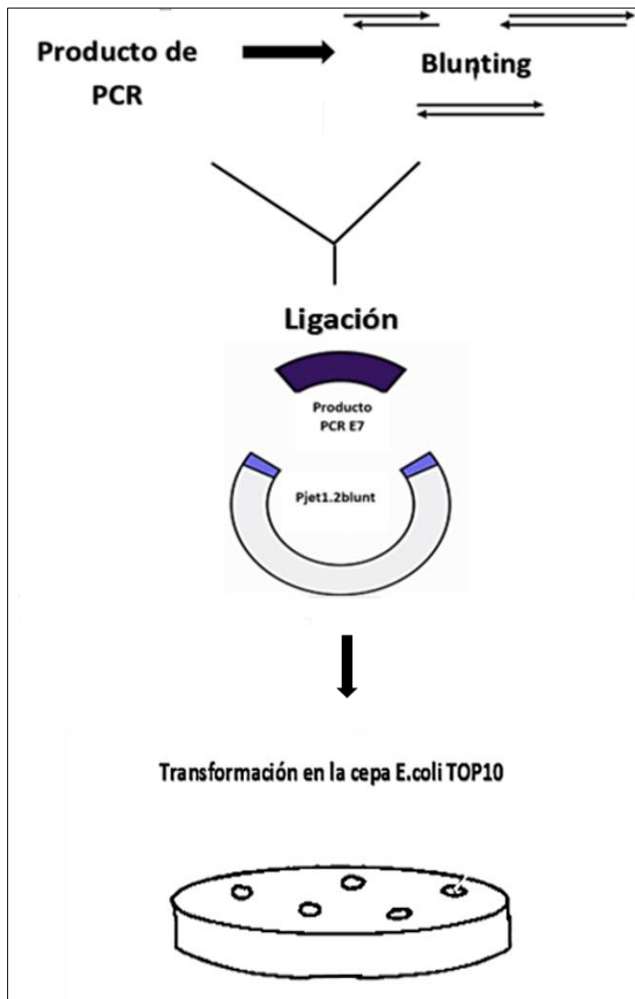 Producto de
PCR
Blunting
Ligación
Producto
PCR E7
Pjet1.2blunt
Transformación en la cepa E.coli TOP10